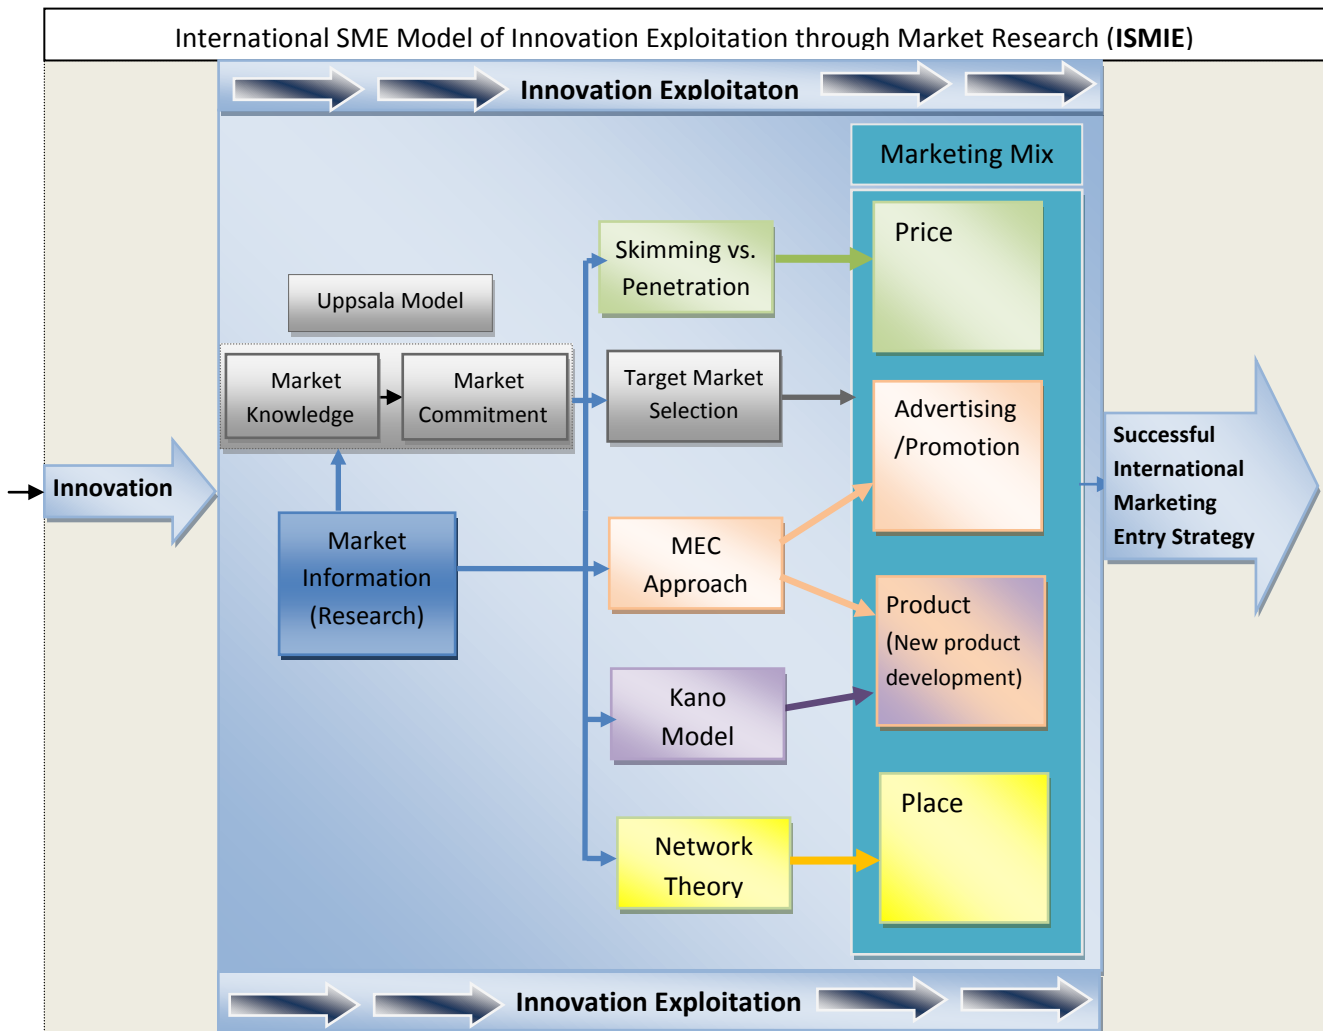 International SME Model of Innovation Exploitation through Market Research (ISMIE)
Innovation Exploitaton
Marketing Mix
Skimming vs.
Penetration
Price
Uppsala Model
Market
Knowledge
Market
Commitment
Target Market
Selection
Advertising
/Promotion
Innovation
Successful
International
Marketing
Entry Strategy
Market
Information
(Research)
MEC
Approach
Product
(New product
development)
Kano
Model
Network
Theory
Place
Innovation Exploitation